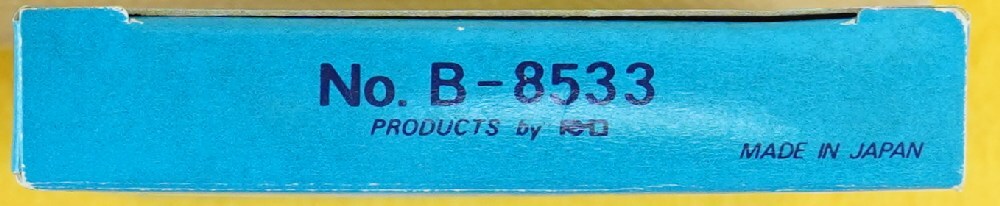 No. B-8533
PRODUCTS by
MADE IN JAPAN